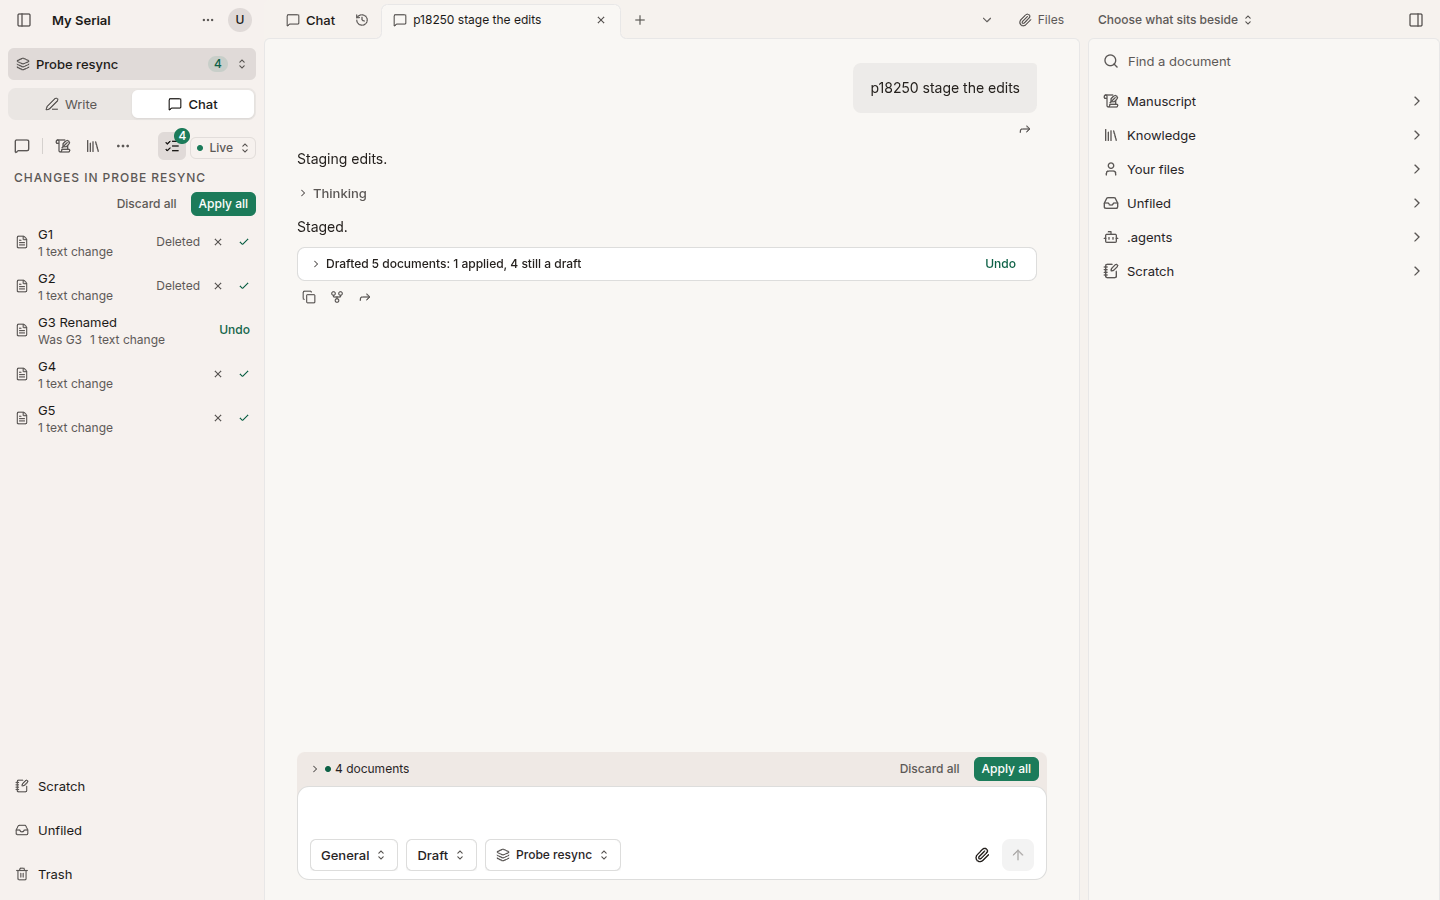 My Serial
U
Probe resync
4
Write
Chat
4
Live
CHANGES IN PROBE RESYNC
Discard all
Apply all
G1
1 text change
Deleted
G2
1 text change
Deleted
G3 Renamed
Was G3 1 text change
Undo
G4
1 text change
G5
1 text change
Scratch
Unfiled
Trash
Chat
p18250 stage the edits
Files
p18250 stage the edits
Staging edits.
Thinking
Staged.
Drafted 5 documents: 1 applied, 4 still a draft
Undo
4 documents
Discard all
Apply all
General
Draft
Probe resync
Choose what sits beside
Find a document
Manuscript
Knowledge
Your files
Unfiled
.agents
Scratch